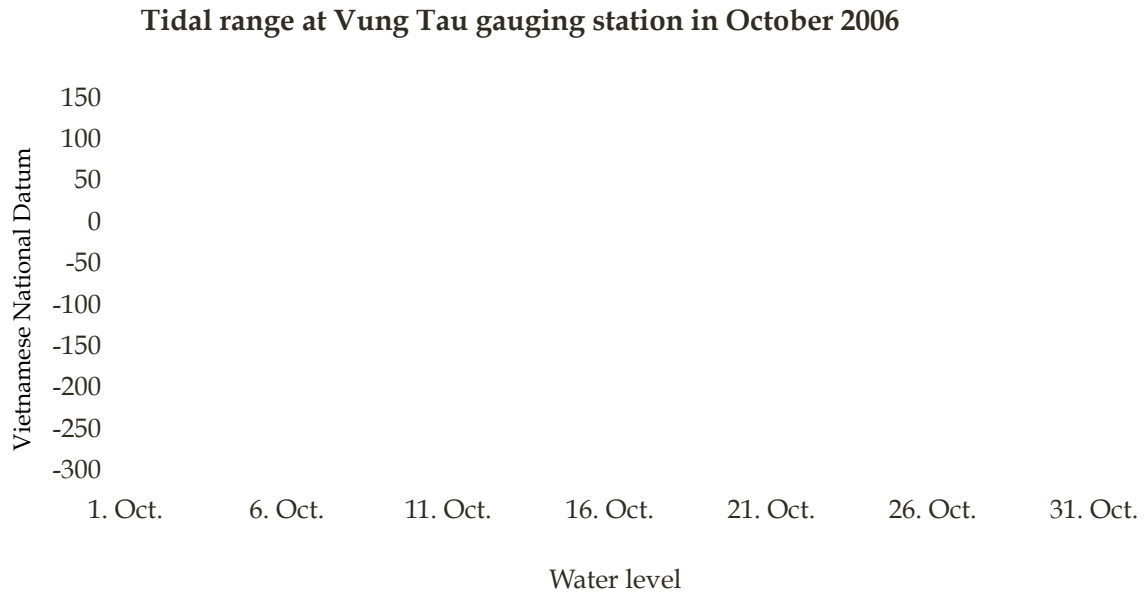 Tidal range at Vung Tau gauging station in October 2006
150
100
50
0
-50
-100
-150
-200
-250
-300
Vietnamese National Datum
1. Oct. 6. Oct. 11. Oct. 16. Oct. 21. Oct. 26. Oct. 31. Oct.
Water level